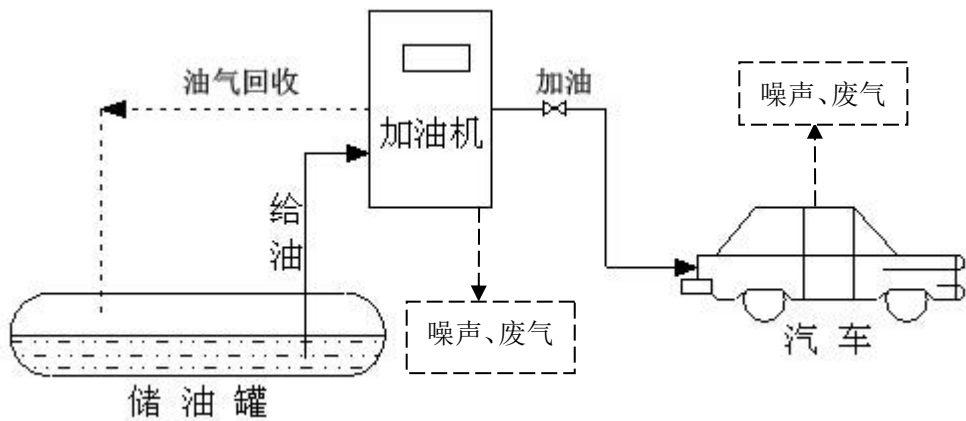 油气回收
加油
噪声、废气
加油机
给油
噪声、废气
汽车
储油罐